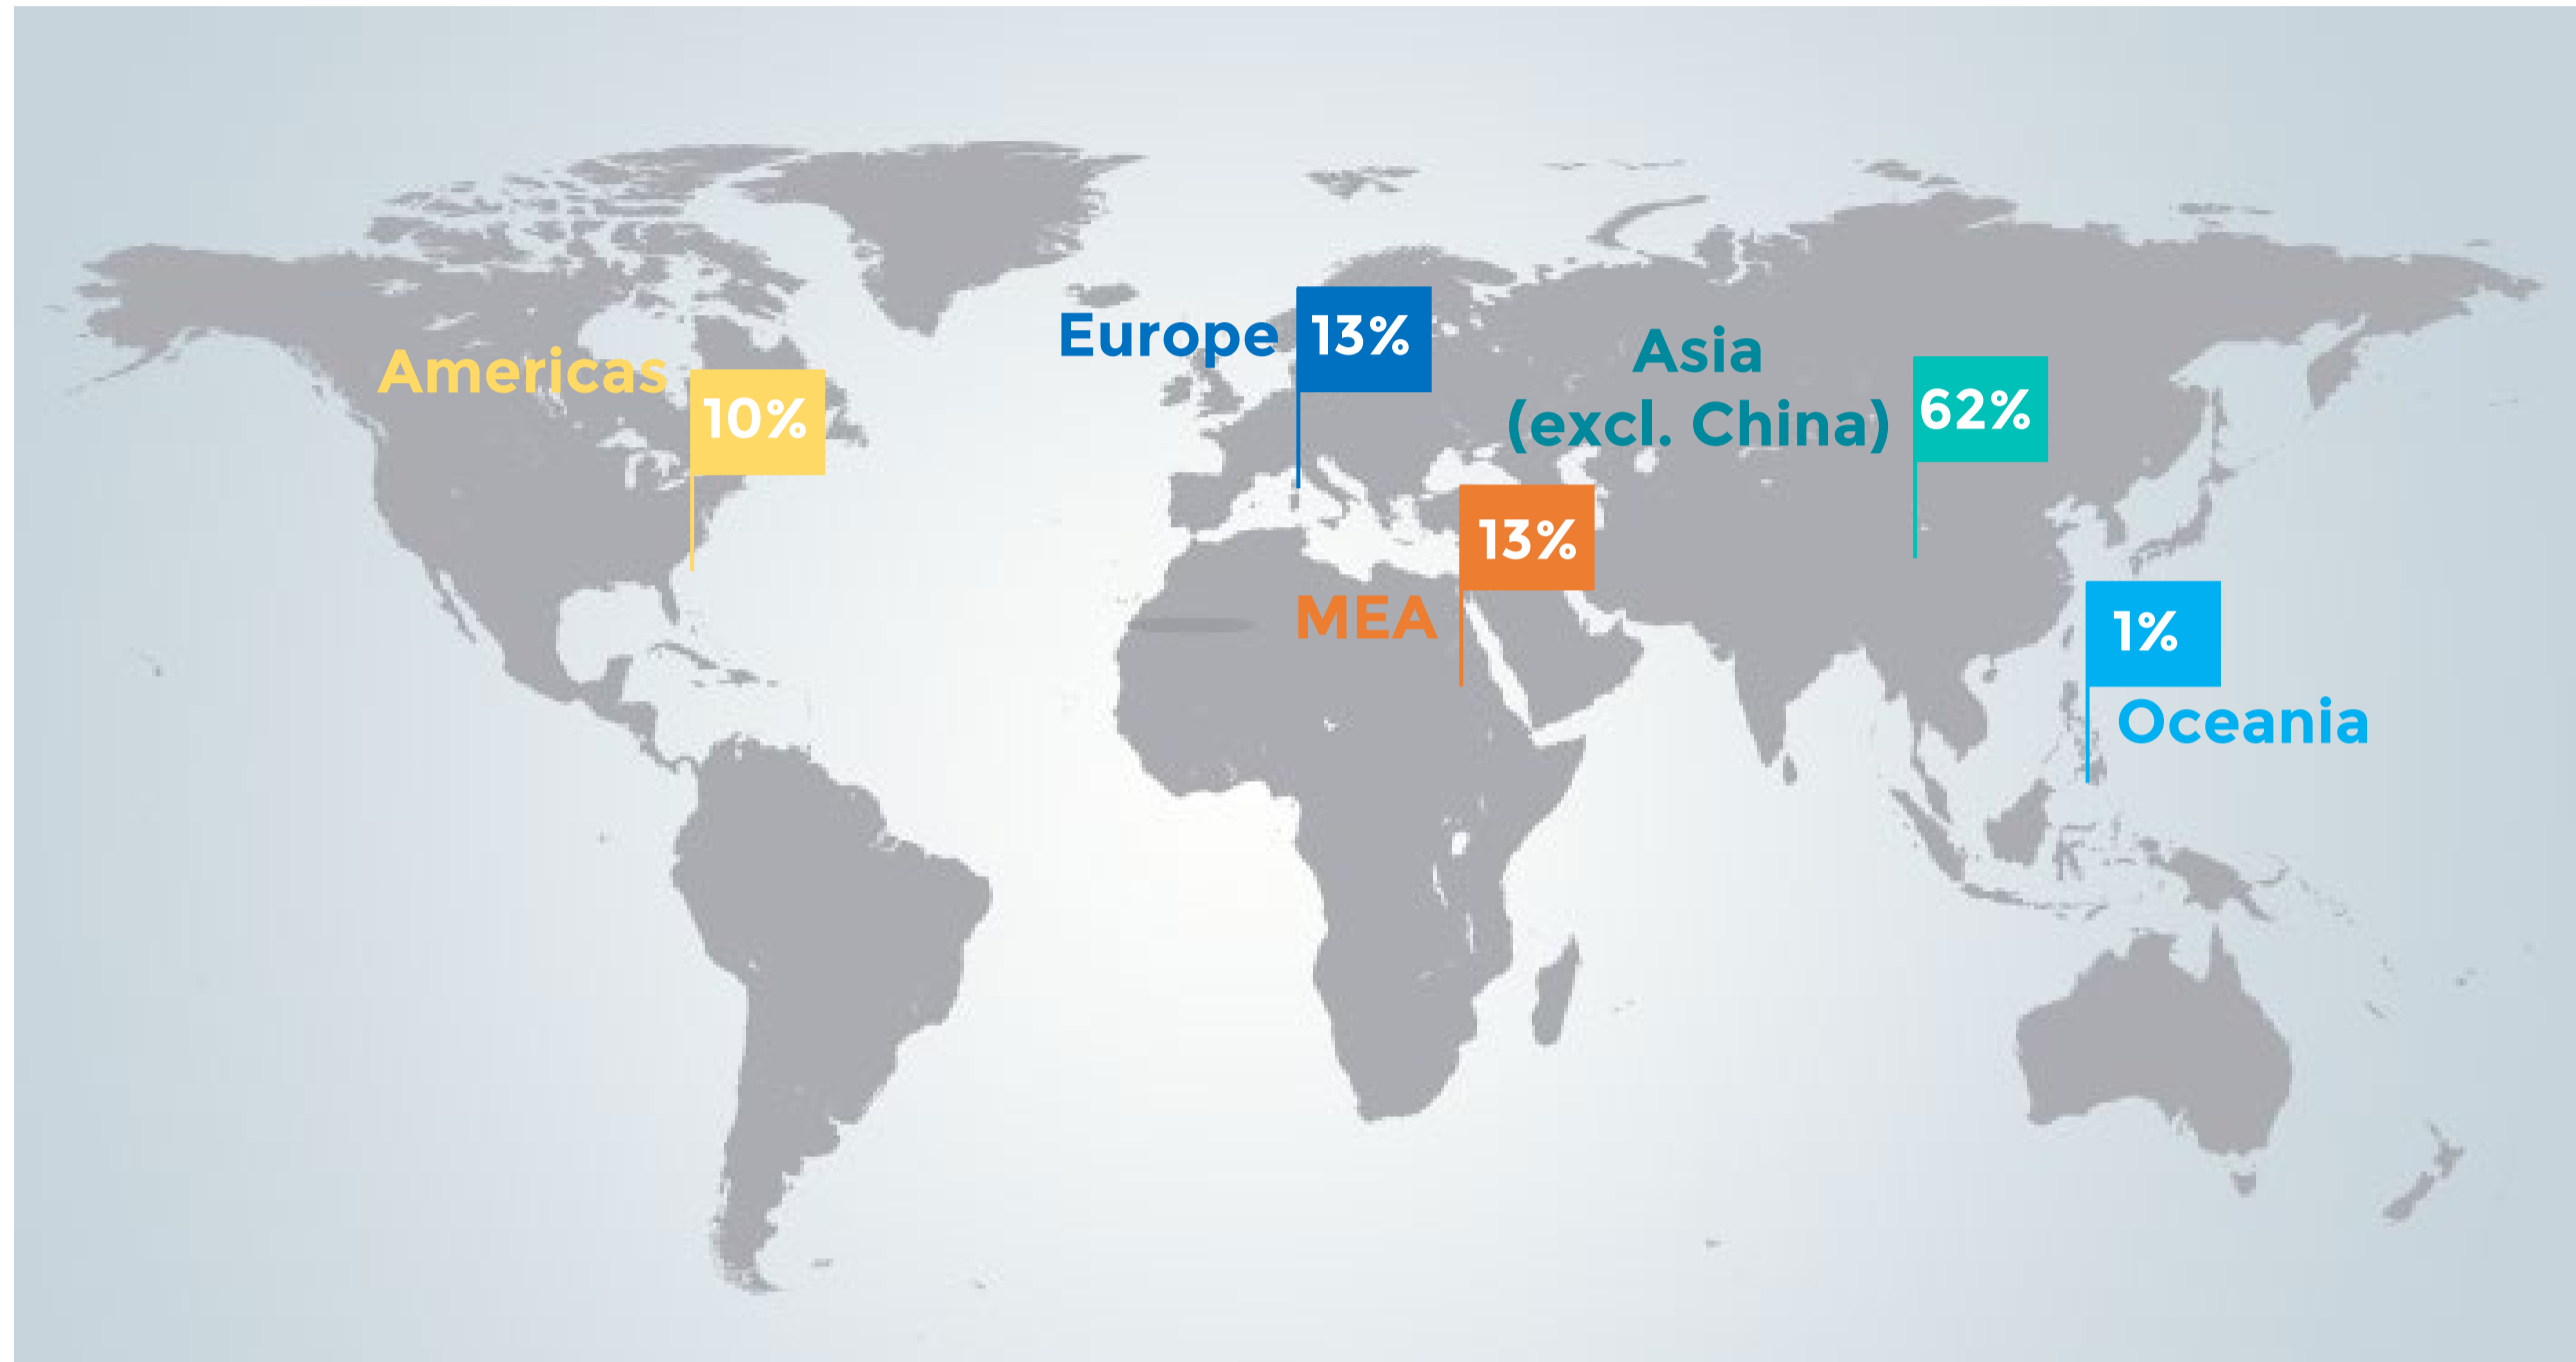 Europe 13%
Asia
(excl. China) 62%
Americas 10%
13%
MEA
1%
Oceania